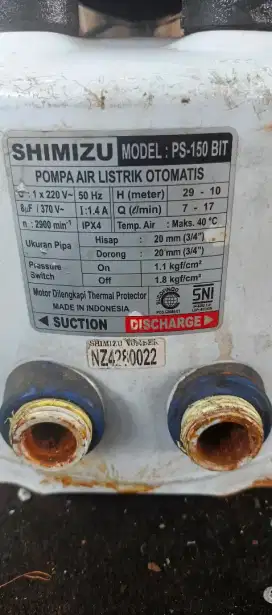 SHIMIZU MODEL : PS-150 BIT
POMPA AIR LISTRIK OTOMATIS
: 1 x 220 V~ 50 Hz H (meter) 29 - 10
8μF / 370 V~ I : 1.4 A Q (ℓ/min) 7 - 17
n : 2900 min⁻¹ IPX4 Temp. Air : Maks. 40 °C
Ukuran Pipa Hisap : 20 mm (3/4")
Dorong : 20 mm (3/4")
Pressure Switch On 1.1 kgf/cm²
Off 1.8 kgf/cm²
Motor Dilengkapi Thermal Protector
MADE IN INDONESIA
SNI
◄ SUCTION DISCHARGE ►
SHIMIZU NUMBER
NZ4280022